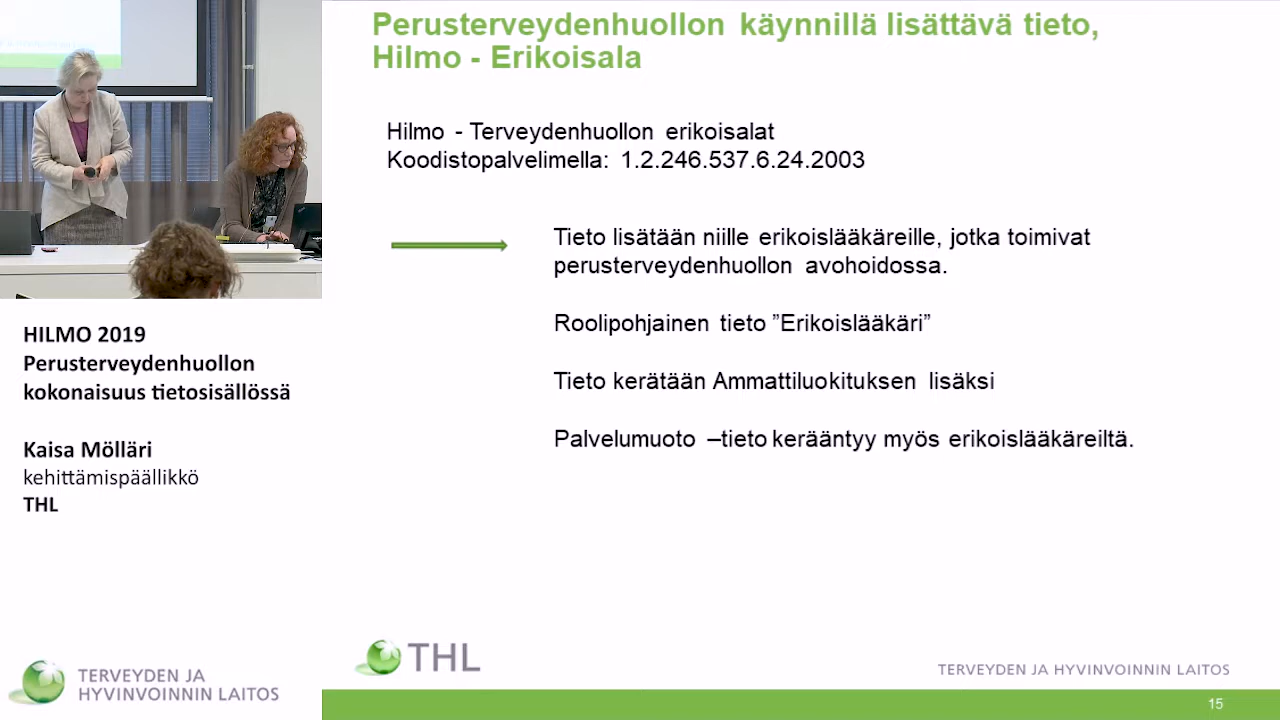 Perusterveydenhuollon käynnillä lisättävä tieto,
Hilmo - Erikoisala
Hilmo - Terveydenhuollon erikoisalat
Koodistopalvelimella: 1.2.246.537.6.24.2003
Tieto lisätään niille erikoislääkäreille, jotka toimivat
perusterveydenhuollon avohoidossa.
Roolipohjainen tieto ”Erikoislääkäri”
Tieto kerätään Ammattiluokituksen lisäksi
Palvelumuoto –tieto kerääntyy myös erikoislääkäreiltä.
HILMO 2019
Perusterveydenhuollon
kokonaisuus tietosisällössä
Kaisa Mölläri
kehittämispäällikkö
THL
TERVEYDEN JA
HYVINVOINNIN LAITOS
THL
TERVEYDEN JA HYVINVOINNIN LAITOS
15